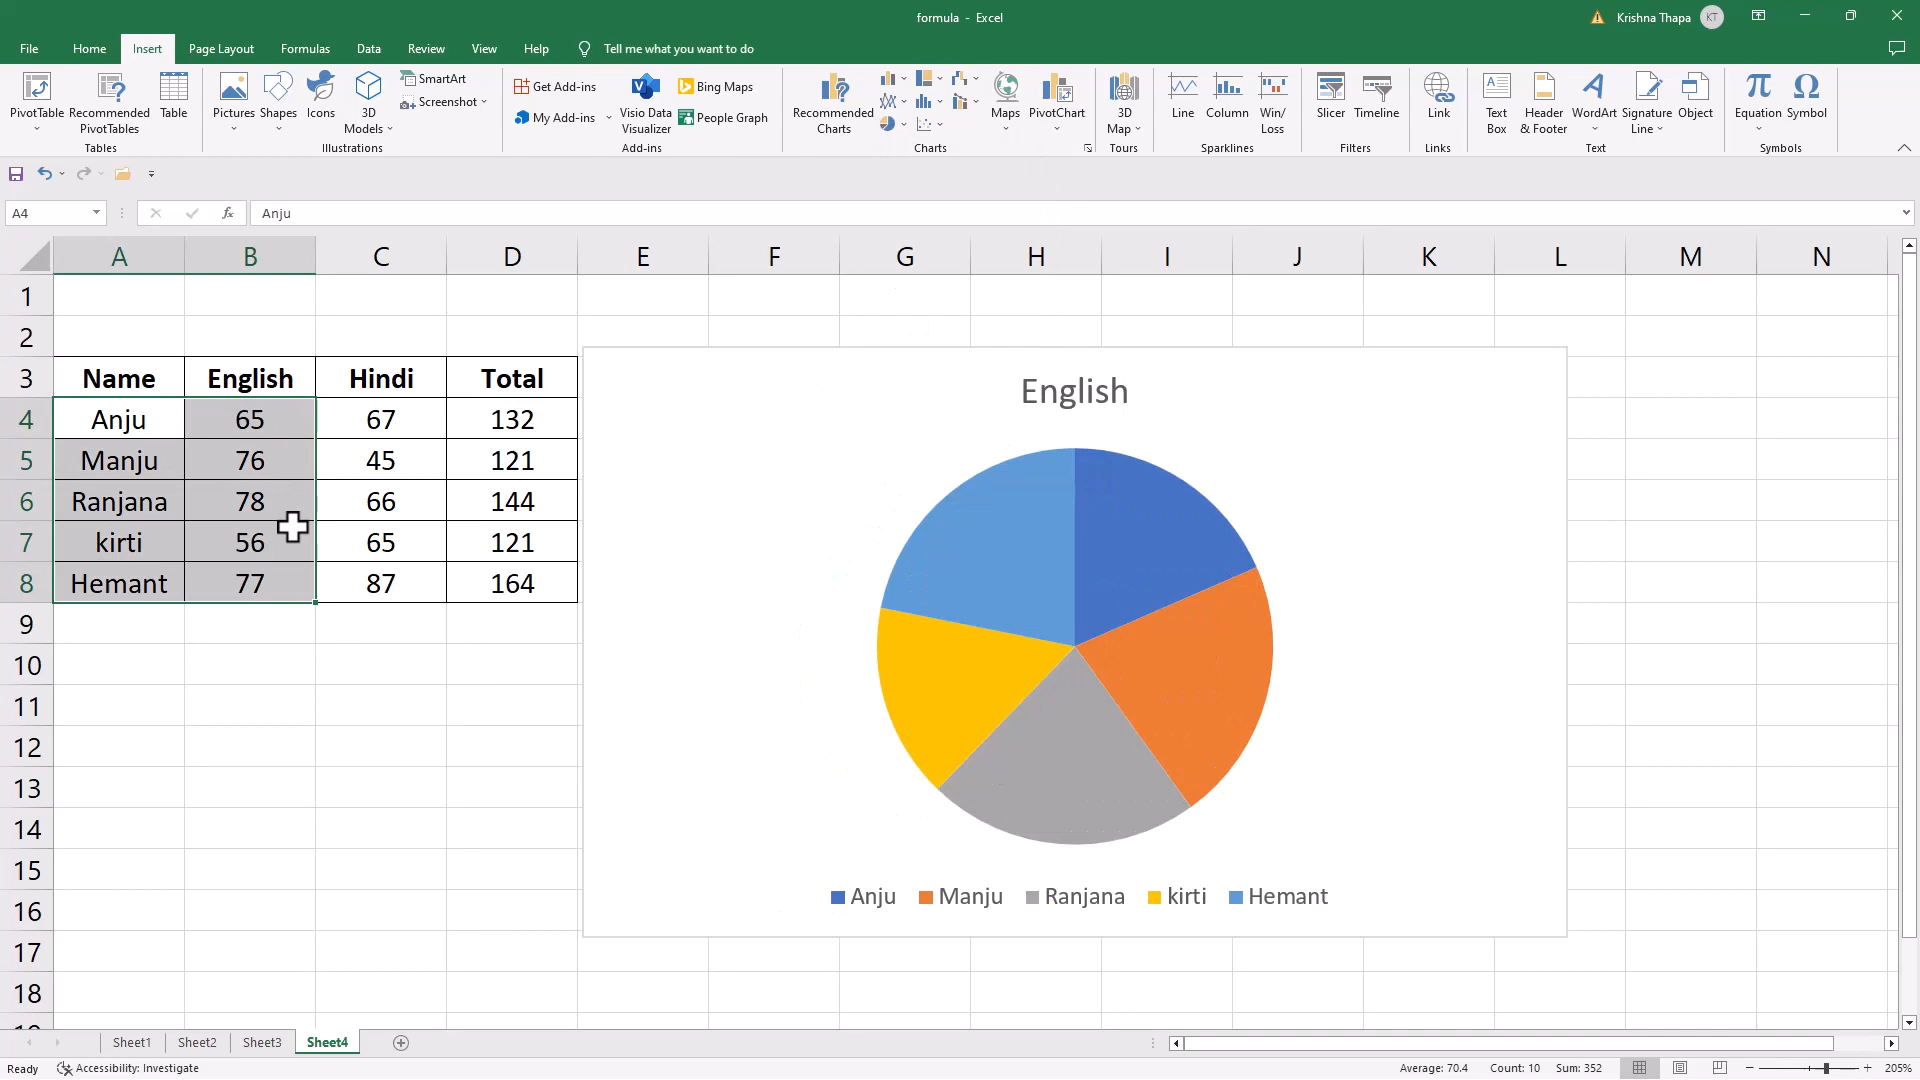 formula - Excel
Krishna Thapa KT
File Home Insert Page Layout Formulas Data Review View Help Tell me what you want to do
PivotTable Recommended PivotTables Table
Tables
Pictures Shapes Icons 3D Models SmartArt Screenshot
Illustrations
Get Add-ins My Add-ins Visio Data Visualizer Bing Maps People Graph
Add-ins
Recommended Charts Maps PivotChart
Charts
3D Map
Tours
Line Column Win/ Loss
Sparklines
Slicer Timeline
Filters
Link
Links
Text Box Header & Footer WordArt Signature Line Object
Text
Equation Symbol
Symbols
A4 fx Anju
A B C D E F G H I J K L M N
1
2
3 Name English Hindi Total
4 Anju 65 67 132
5 Manju 76 45 121
6 Ranjana 78 66 144
7 kirti 56 65 121
8 Hemant 77 87 164
9
10
11
12
13
14
15
16
17
18
English
Anju Manju Ranjana kirti Hemant
Sheet1 Sheet2 Sheet3 Sheet4
Ready Accessibility: Investigate Average: 70.4 Count: 10 Sum: 352 205%